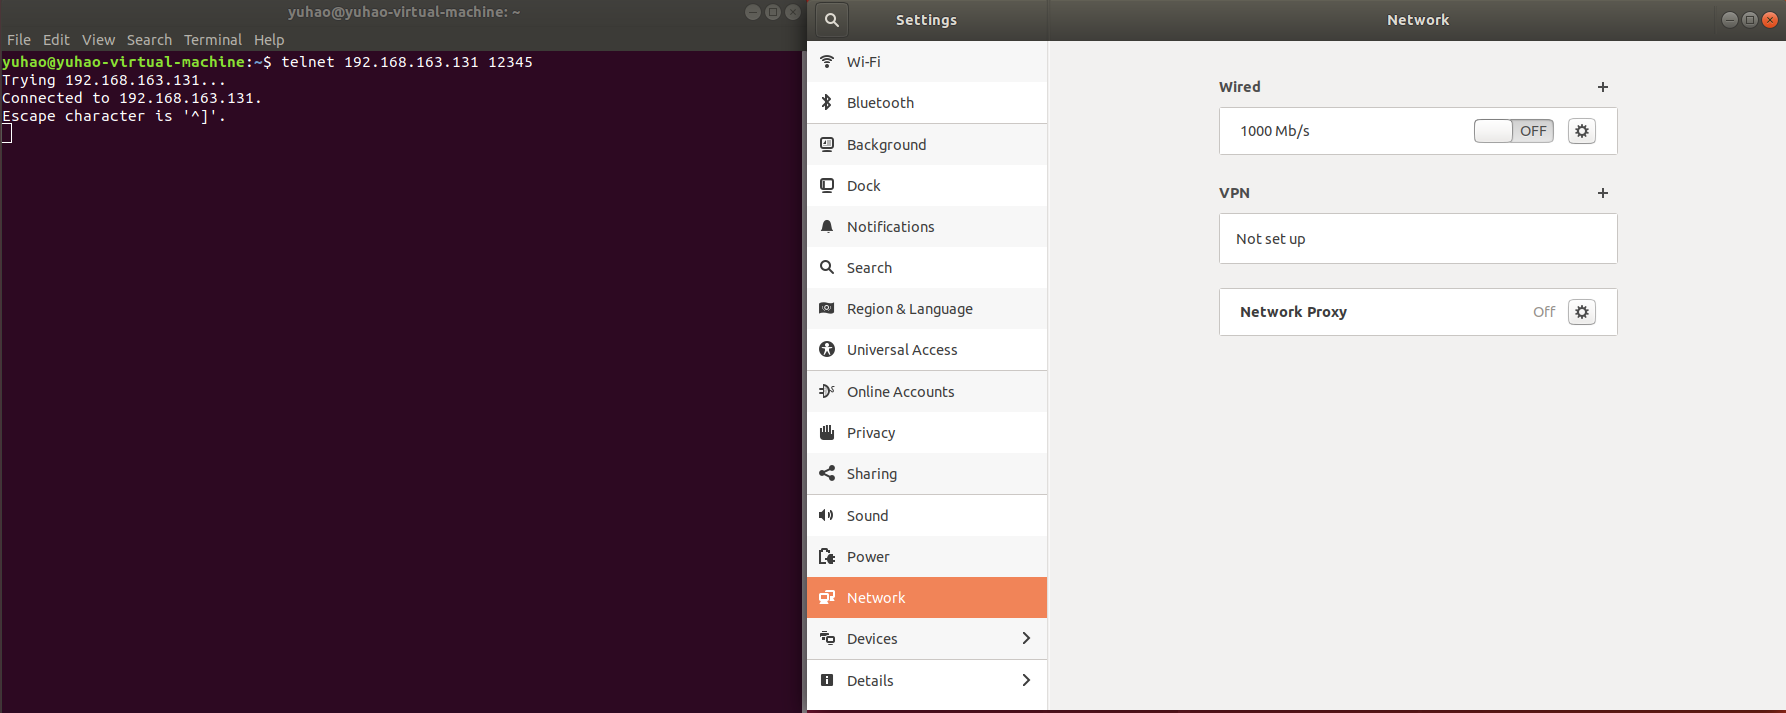 yuhao@yuhao-virtual-machine: ~
File Edit View Search Terminal Help
yuhao@yuhao-virtual-machine:~$ telnet 192.168.163.131 12345
Trying 192.168.163.131...
Connected to 192.168.163.131.
Escape character is '^]'.
Settings
Wi-Fi
Bluetooth
Background
Dock
Notifications
Search
Region & Language
Universal Access
Online Accounts
Privacy
Sharing
Sound
Power
Network
Devices
Details
Network
Wired
1000 Mb/s OFF
VPN
Not set up
Network Proxy Off